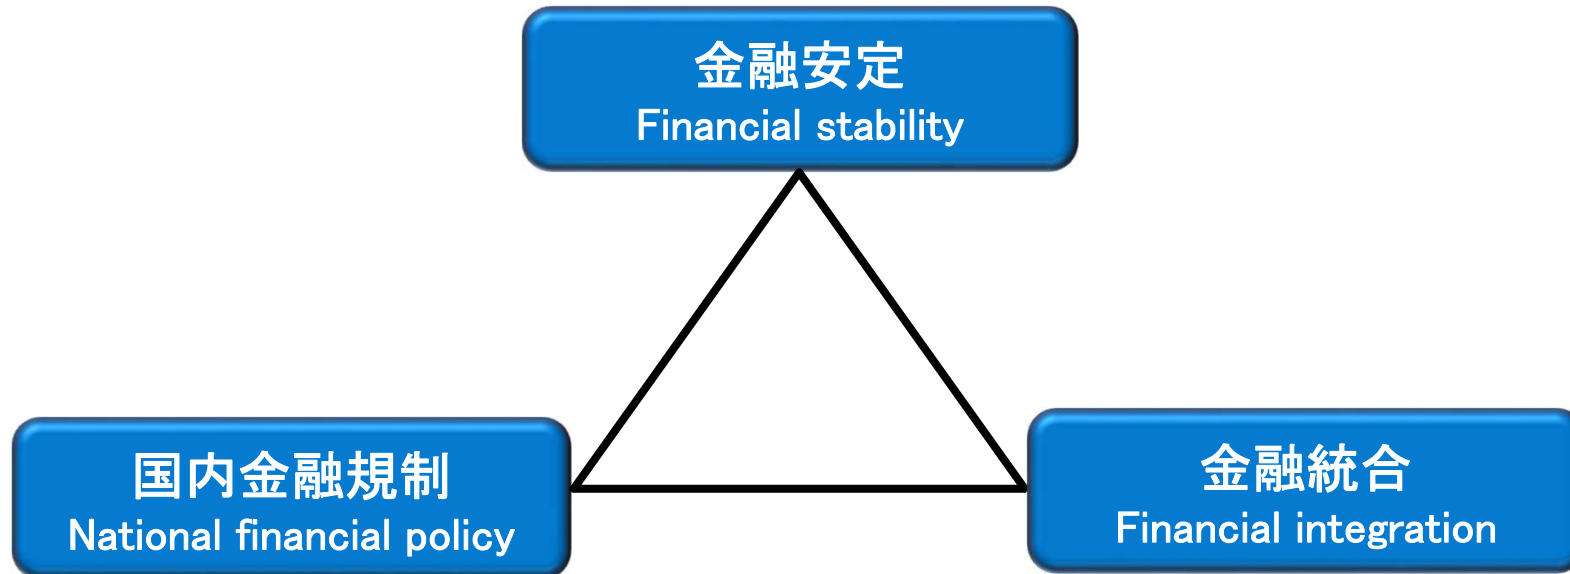 金融安定
Financial stability
国内金融規制
National financial policy
金融統合
Financial integration